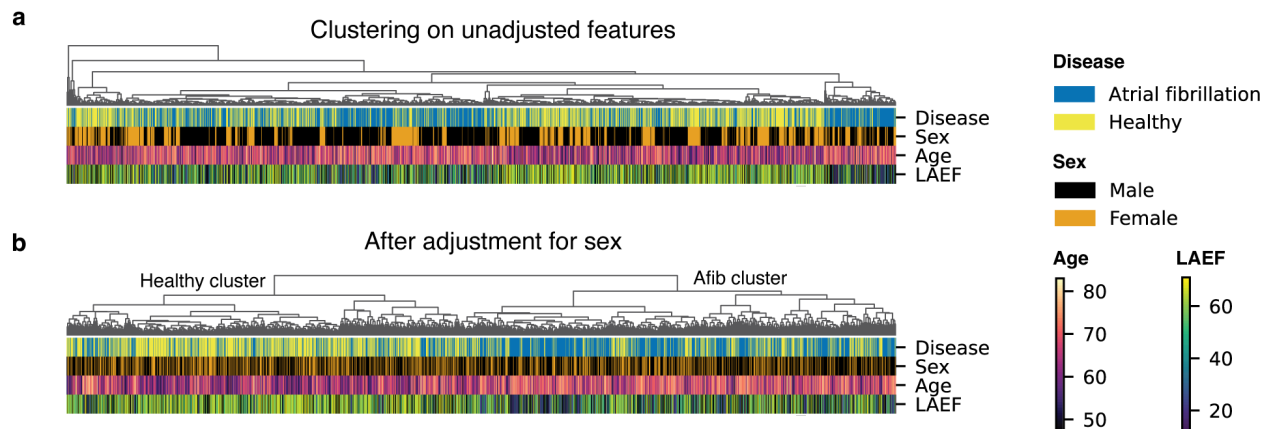 a
Clustering on unadjusted features
Disease
Sex
Age
LAEF
b
After adjustment for sex
Healthy cluster
Afib cluster
Disease
Sex
Age
LAEF
Disease
Atrial fibrillation
Healthy
Sex
Male
Female
Age
80
70
60
50
LAEF
60
40
20